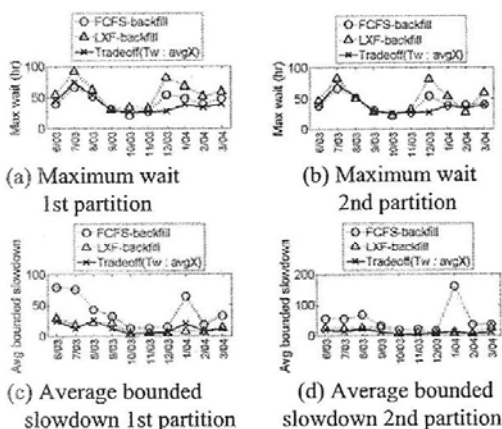 FCFS-backfill
LXF-backfill
Tradeoff(Tw : avgX)
Max wait (hr)
100
50
0
6/03 7/03 8/03 9/03 10/03 11/03 12/03 1/04 2/04 3/04
(a) Maximum wait
1st partition
FCFS-backfill
LXF-backfill
Tradeoff(Tw : avgX)
Max wait (hr)
100
50
0
6/03 7/03 8/03 9/03 10/03 11/03 12/03 1/04 2/04 3/04
(b) Maximum wait
2nd partition
FCFS-backfill
LXF-backfill
Tradeoff(Tw : avgX)
Avg bounded slowdown
100
50
0
6/03 7/03 8/03 9/03 10/03 11/03 12/03 1/04 2/04 3/04
(c) Average bounded
slowdown 1st partition
FCFS-backfill
LXF-backfill
Tradeoff(Tw : avgX)
Avg bounded slowdown
200
100
0
6/03 7/03 8/03 9/03 10/03 11/03 12/03 1/04 2/04 3/04
(d) Average bounded
slowdown 2nd partition